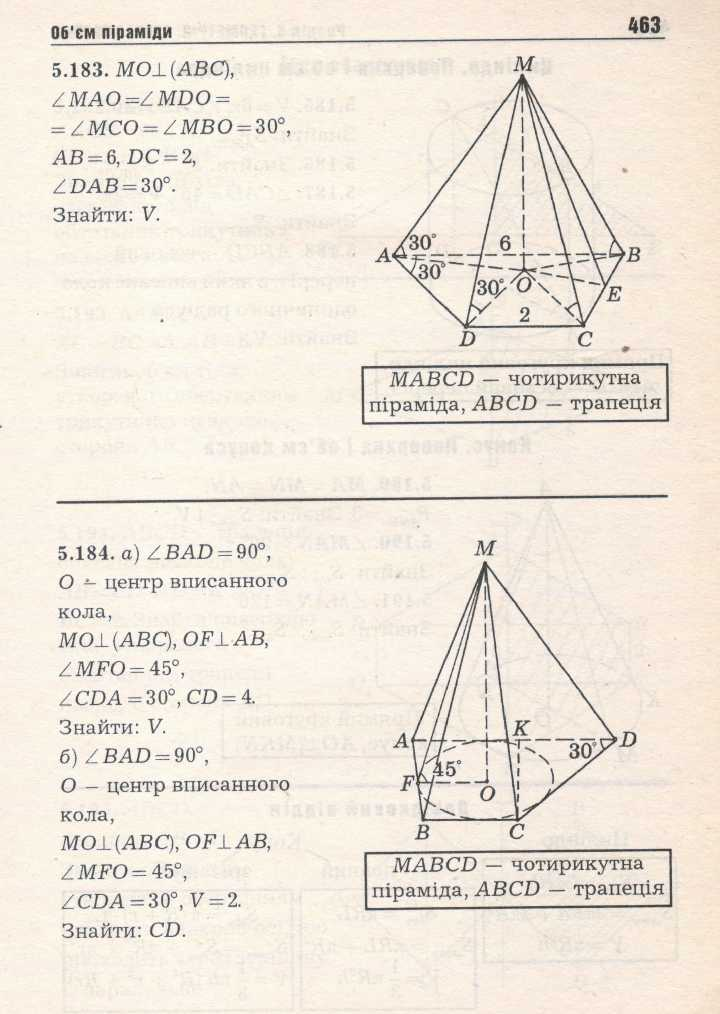 Об'єм піраміди
463
5.183. MO⊥(ABC),
∠MAO=∠MDO=
=∠MCO=∠MBO=30°,
AB=6, DC=2,
∠DAB=30°.
Знайти: V.
M
A
30°
6
B
30°
30°
O
E
2
D
C
MABCD — чотирикутна
піраміда, ABCD — трапеція
5.184. а) ∠BAD=90°,
O – центр вписанного
кола,
MO⊥(ABC), OF⊥AB,
∠MFO=45°,
∠CDA=30°, CD=4.
Знайти: V.
б) ∠BAD=90°,
O – центр вписанного
кола,
MO⊥(ABC), OF⊥AB,
∠MFO=45°,
∠CDA=30°, V=2.
Знайти: CD.
M
A
K
30°
D
F
45°
O
B
C
MABCD — чотирикутна
піраміда, ABCD — трапеція